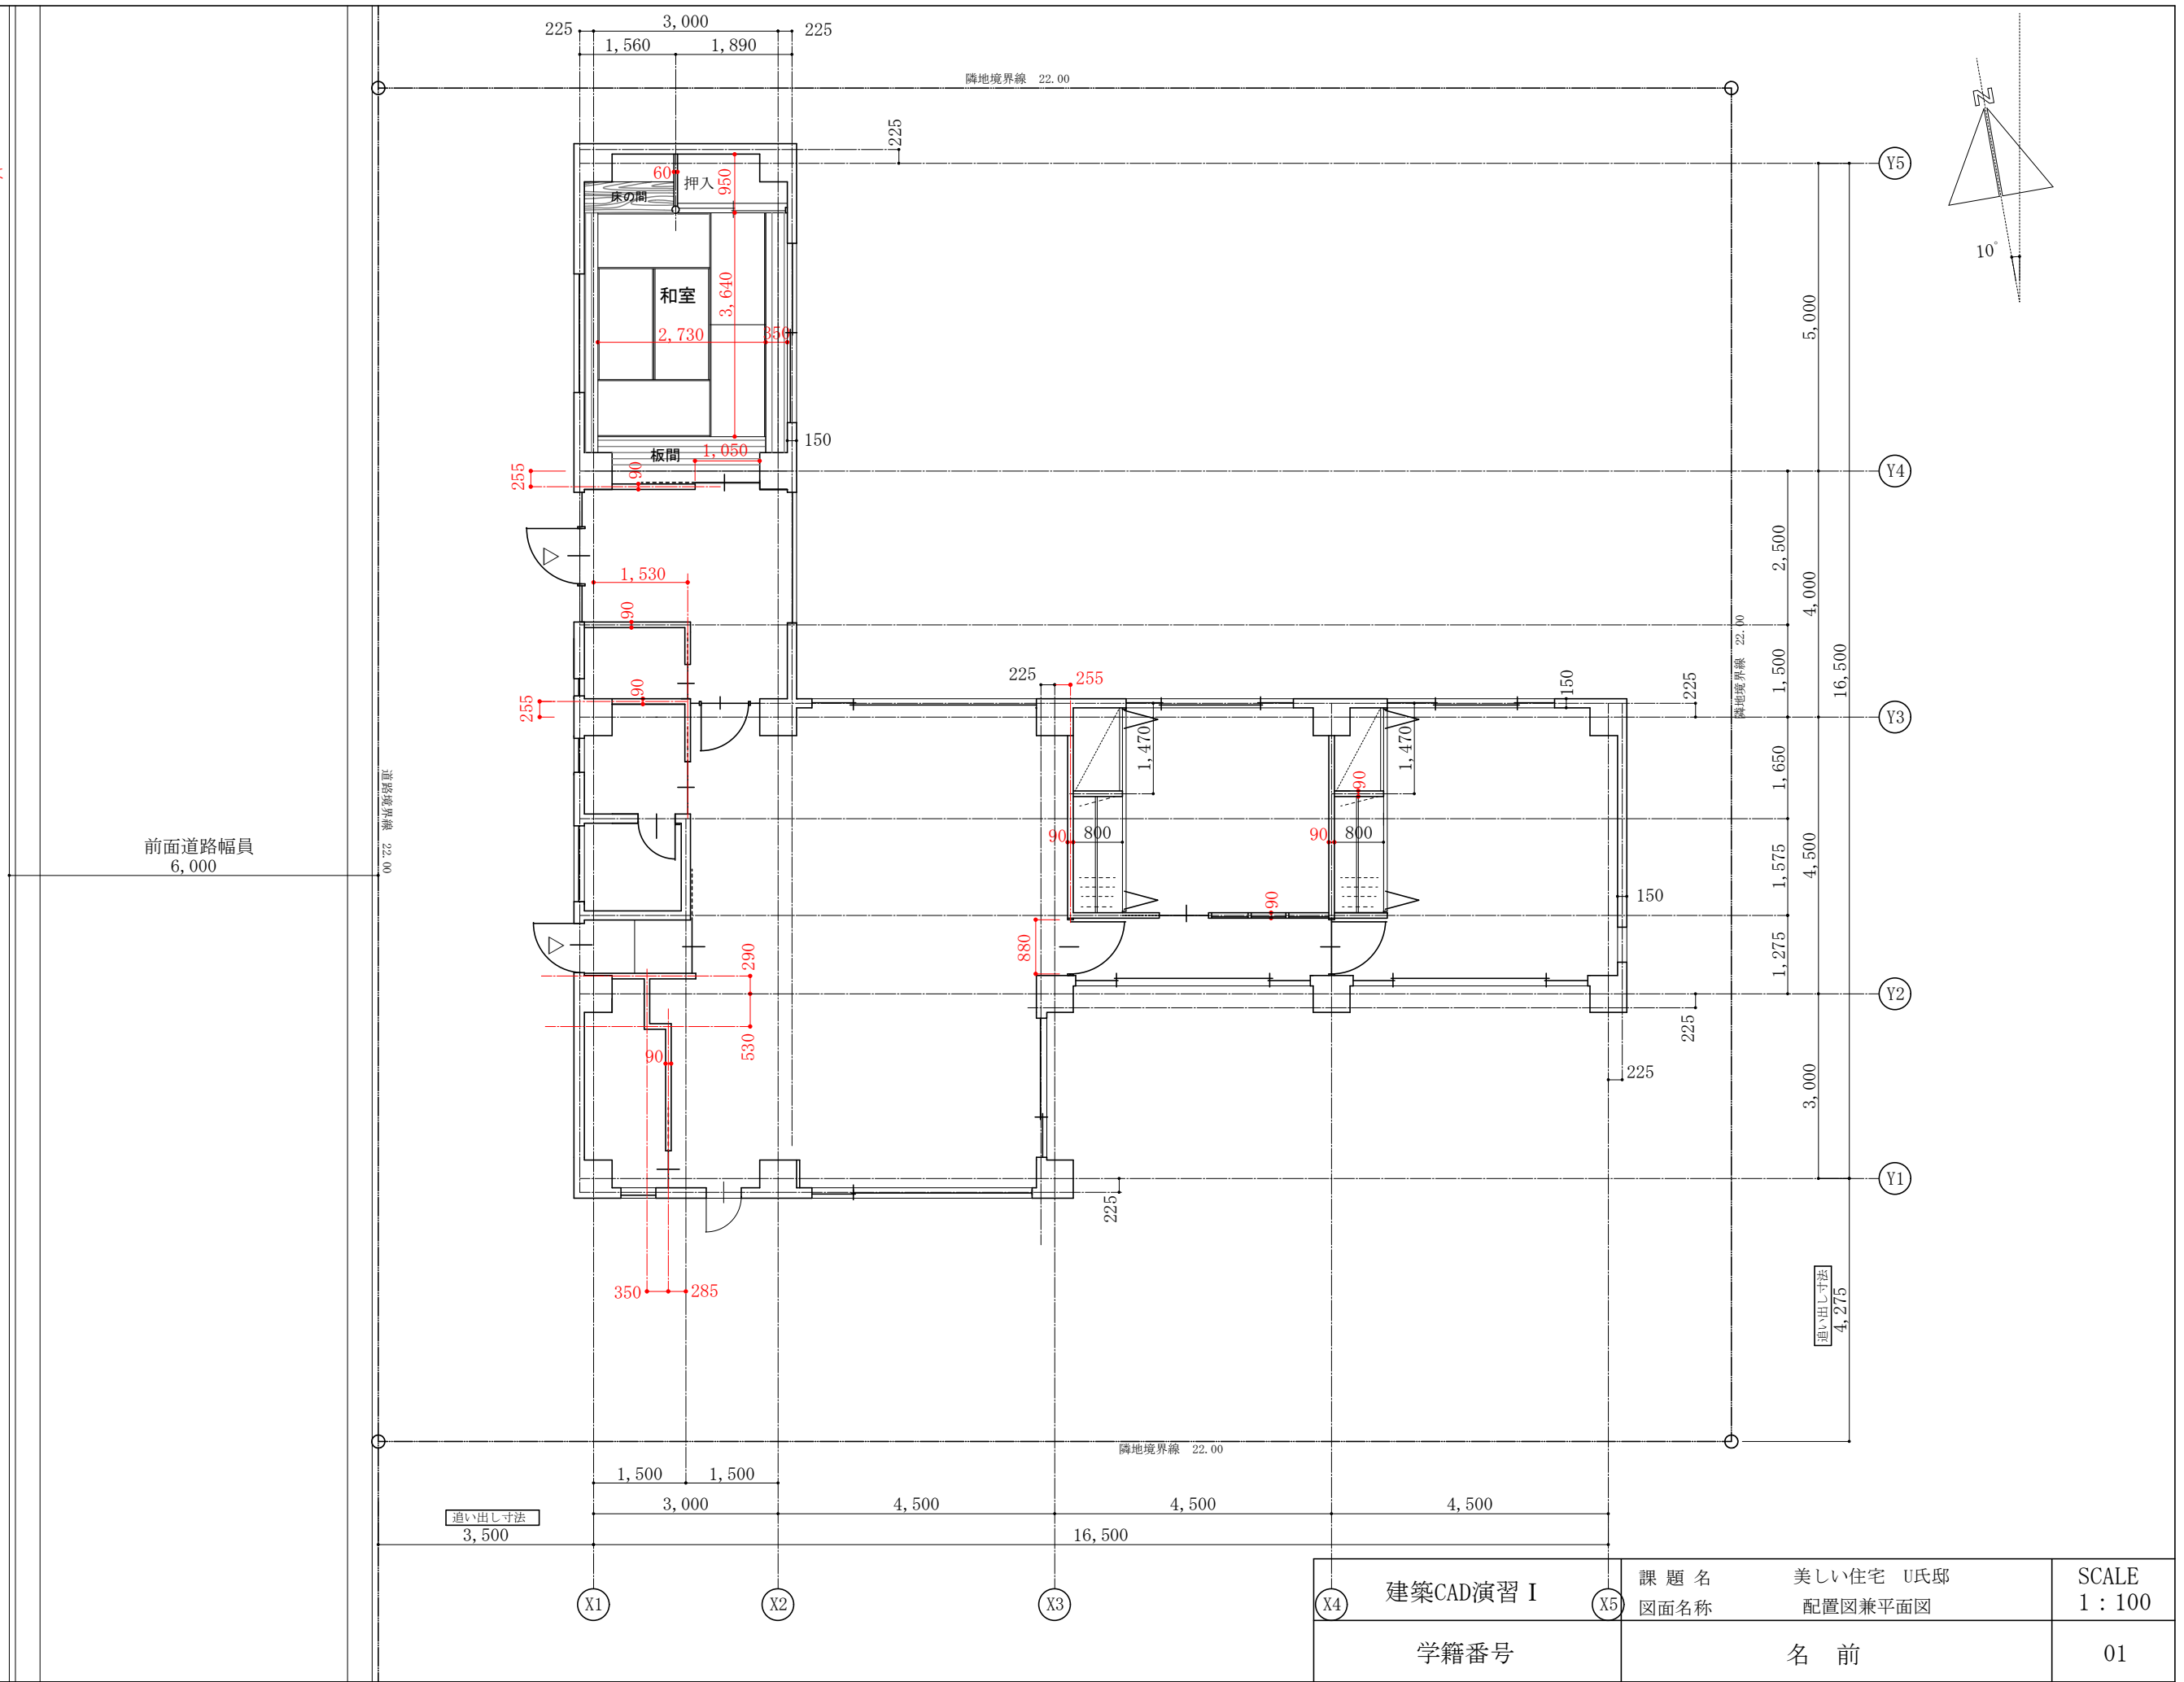 3,000
225
225
1,560
1,890
隣地境界線 22.00
225
N
10°
Y5
60
押入
950
床の間
和室
3,640
2,730
350
5,000
150
板間
1,050
90
255
Y4
2,500
4,000
1,530
90
1,500
16,500
隣地境界線 22.00
225
255
90
255
150
225
Y3
1,470
1,470
1,650
道路境界線 22.00
前面道路幅員
6,000
90
90
800
90
800
4,500
1,575
90
150
880
290
1,275
Y2
530
90
225
225
3,000
Y1
225
350
285
追い出し寸法
4,275
隣地境界線 22.00
1,500
1,500
3,000
4,500
4,500
4,500
追い出し寸法
3,500
16,500
X1
X2
X3
X4
X5
建築CAD演習Ⅰ
課題名
美しい住宅 U氏邸
図面名称
配置図兼平面図
SCALE
1：100
学籍番号
名 前
01